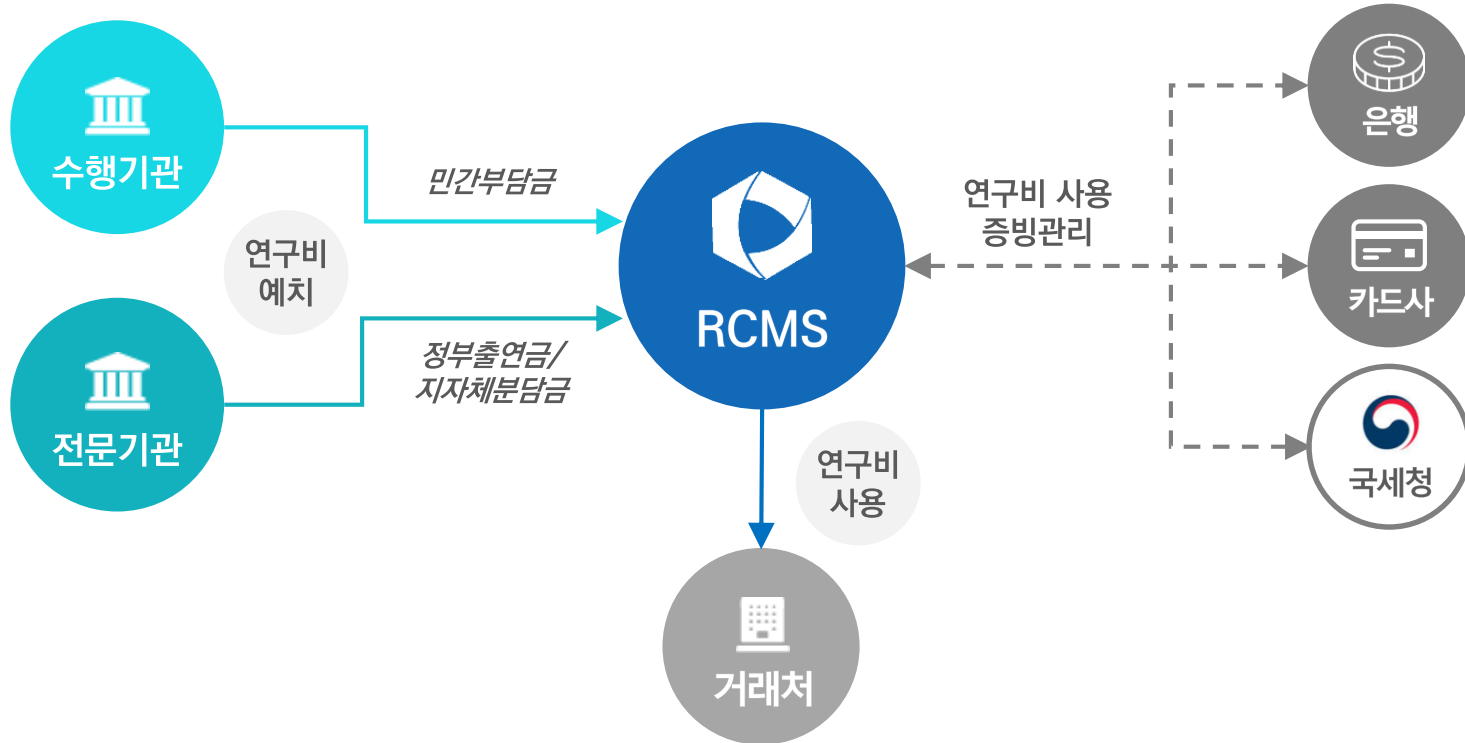 수행기관
민간부담금
연구비
예치
정부출연금/
지자체분담금
전문기관
RCMS
연구비 사용
증빙관리
은행
카드사
국세청
연구비
사용
거래처